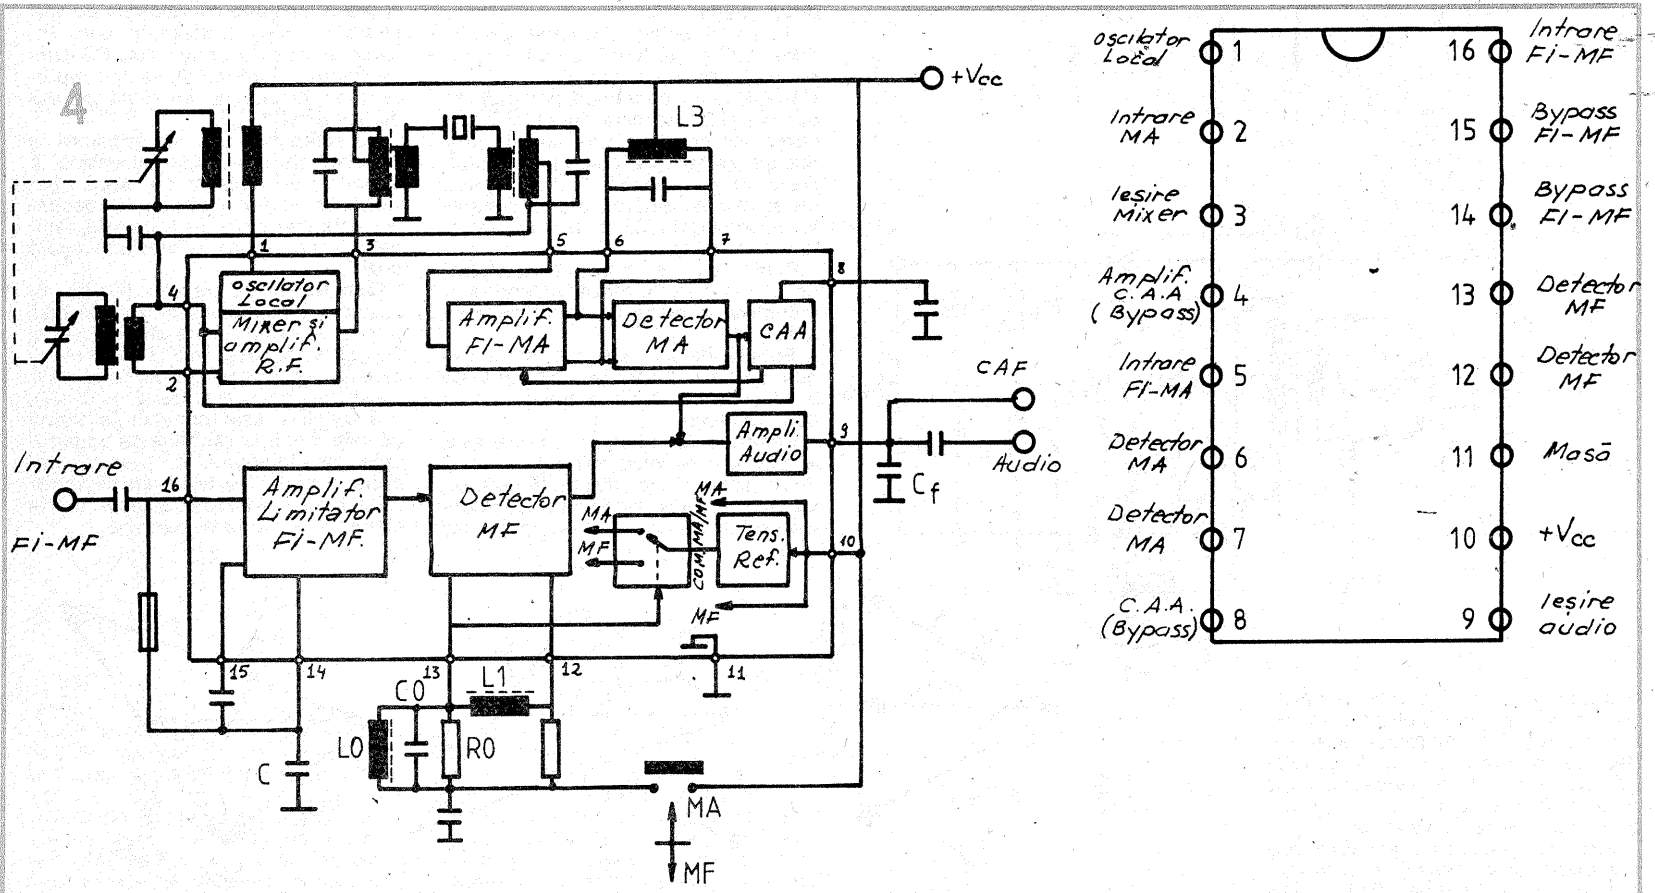 4
+Vcc
L3
1
3
5
6
7
8
oscilator
Local
Mixer și
amplif.
R.F.
4
2
Amplif.
FI-MA
Detector
MA
CAA
CAF
Ampli.
Audio
9
Audio
Cf
Intrare
FI-MF
16
Amplif.
Limitator
FI-MF.
Detector
MF
MA
MF
COM. MA/MF
MA
Tens.
Ref.
MF
10
15
14
13
12
11
C0
L1
L0
R0
C
MA
MF
oscilator
Local
1
Intrare
MA
2
Ieșire
Mixer
3
Amplif.
C.A.A
(Bypass)
4
Intrare
FI-MA
5
Detector
MA
6
Detector
MA
7
C.A.A.
(Bypass)
8
16
Intrare
FI-MF
15
Bypass
FI-MF
14
Bypass
FI-MF
13
Detector
MF
12
Detector
MF
11
Masă
10
+Vcc
9
Ieșire
audio